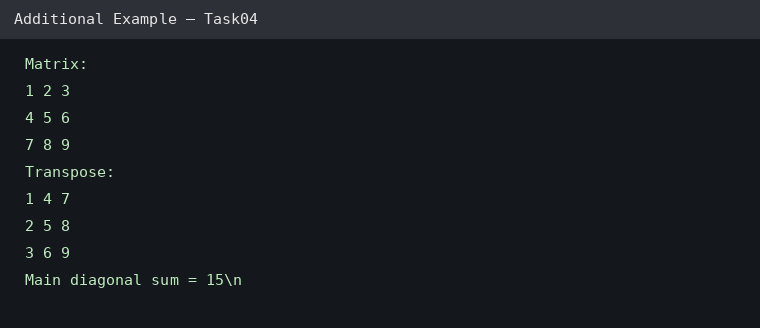 Additional Example — Task04
Matrix:
1 2 3
4 5 6
7 8 9
Transpose:
1 4 7
2 5 8
3 6 9
Main diagonal sum = 15\n